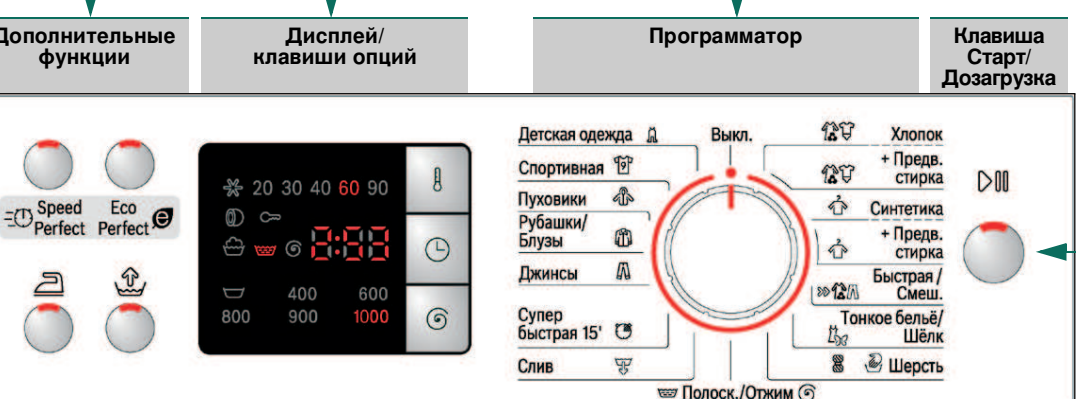 Дополнительные
функции
Дисплей/
клавиши опций
Программатор
Клавиша
Старт/
Дозагрузка
Speed
Perfect
Eco
Perfect
20 30 40 60 90
2:33
400 600
800 900 1000
Детская одежда
Спортивная
Пуховики
Рубашки/
Блузы
Джинсы
Супер
быстрая 15'
Слив
Выкл.
Хлопок
+ Предв.
стирка
Синтетика
+ Предв.
стирка
Быстрая /
Смеш.
Тонкое бельё/
Шёлк
Шерсть
Полоск./Отжим